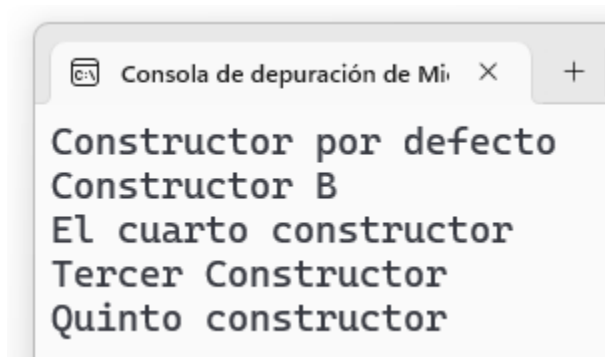 Consola de depuración de Mi
Constructor por defecto
Constructor B
El cuarto constructor
Tercer Constructor
Quinto constructor